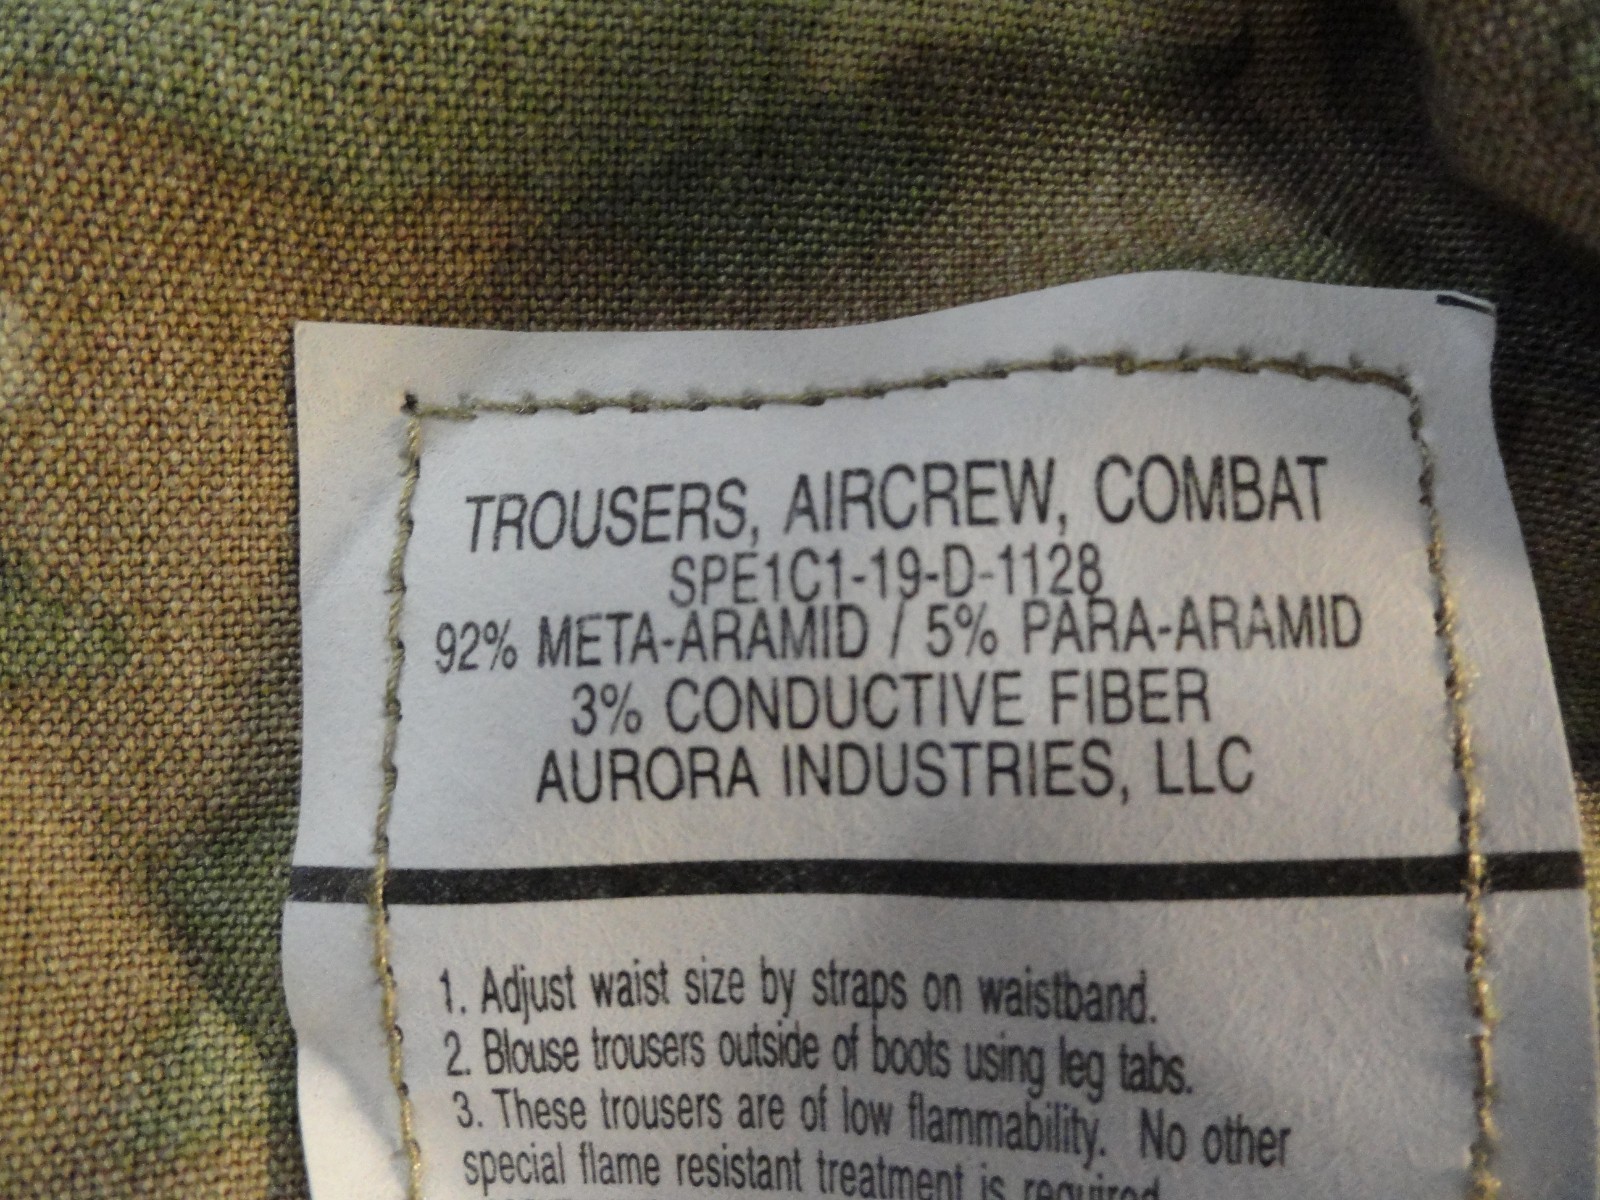 TROUSERS, AIRCREW, COMBAT
SPE1C1-19-D-1128
92% META-ARAMID / 5% PARA-ARAMID
3% CONDUCTIVE FIBER
AURORA INDUSTRIES, LLC
1. Adjust waist size by straps on waistband.
2. Blouse trousers outside of boots using leg tabs.
3. These trousers are of low flammability. No other
special flame resistant treatment is required